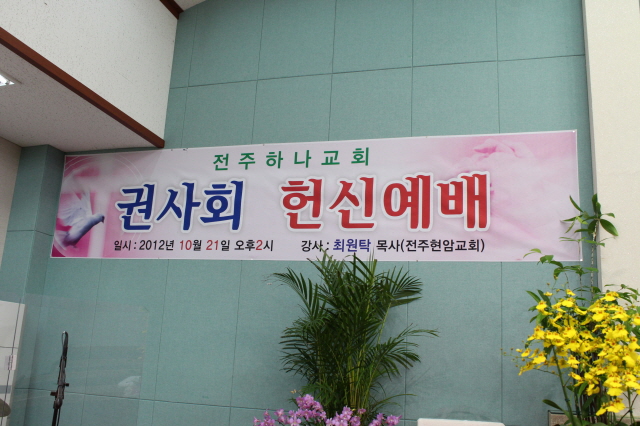 전주하나교회
권사회 헌신예배
일시 : 2012년 10월 21일 오후2시 강사 : 최원탁 목사(전주현암교회)